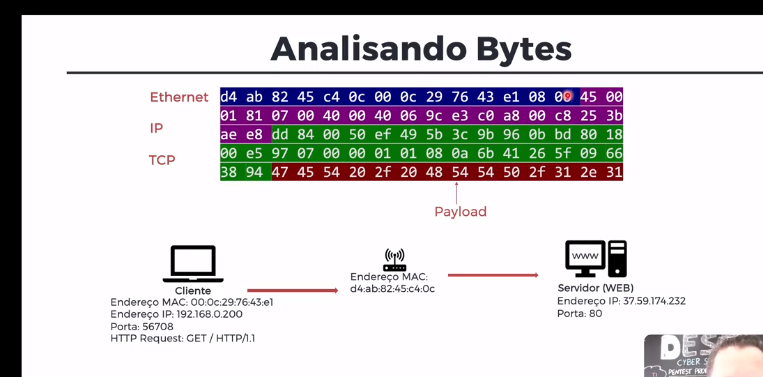 Analisando Bytes
Ethernet d4 ab 82 45 c4 0c 00 0c 29 76 43 e1 08 00 45 00
01 81 07 00 40 00 40 06 9c e3 c0 a8 00 c8 25 3b
IP ae e8 dd 84 00 50 ef 49 5b 3c 9b 96 0b bd 80 18
TCP 00 e5 97 07 00 00 01 01 08 0a 6b 41 26 5f 09 66
38 94 47 45 54 20 2f 20 48 54 54 50 2f 31 2e 31
Payload
Cliente
Endereço MAC: 00:0c:29:76:43:e1
Endereço IP: 192.168.0.200
Porta: 56708
HTTP Request: GET / HTTP/1.1
Endereço MAC:
d4:ab:82:45:c4:0c
WWW
Servidor (WEB)
Endereço IP: 37.59.174.232
Porta: 80
DES
CYBER S
PENTEST PROF